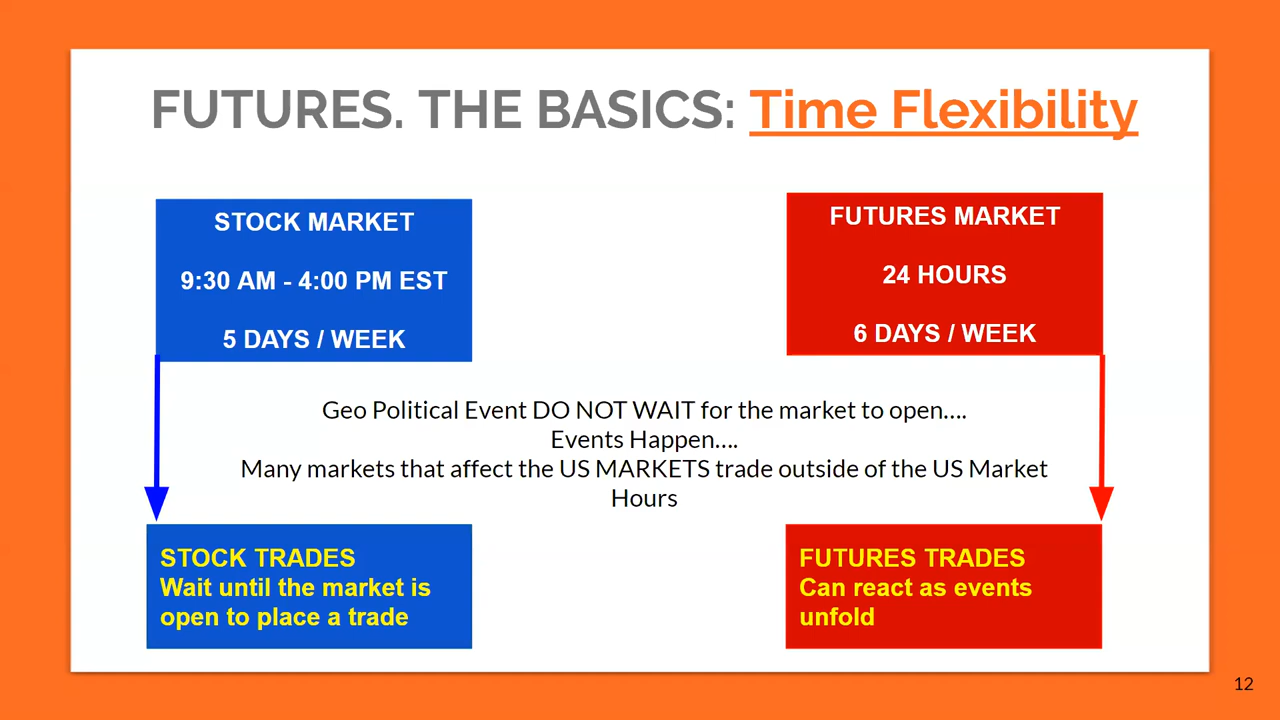 FUTURES. THE BASICS: Time Flexibility
STOCK MARKET
9:30 AM - 4:00 PM EST
5 DAYS / WEEK
FUTURES MARKET
24 HOURS
6 DAYS / WEEK
Geo Political Event DO NOT WAIT for the market to open....
Events Happen....
Many markets that affect the US MARKETS trade outside of the US Market
Hours
STOCK TRADES
Wait until the market is
open to place a trade
FUTURES TRADES
Can react as events
unfold
12